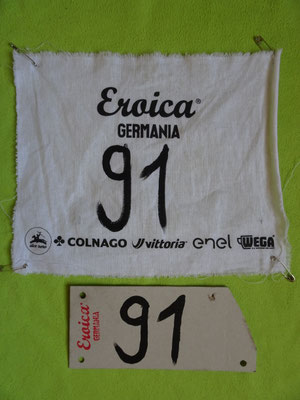 Eroica®
GERMANIA
91
COLNAGO vittoria® enel WEGA®
Eroica®
GERMANIA
91